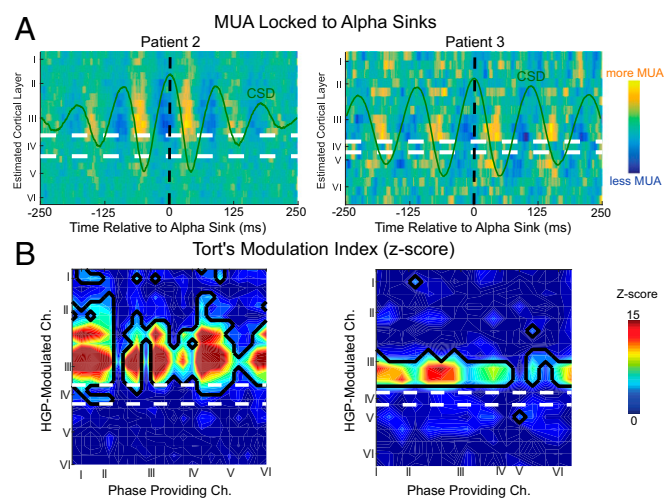 A
MUA Locked to Alpha Sinks
Patient 2
Patient 3
Estimated Cortical Layer
I
II
III
IV
V
VI
CSD
-250
-125
0
125
250
Time Relative to Alpha Sink (ms)
Estimated Cortical Layer
I
II
III
IV
V
VI
CSD
-250
-125
0
125
250
Time Relative to Alpha Sink (ms)
more MUA
less MUA
B
Tort's Modulation Index (z-score)
HGP-Modulated Ch.
I
II
III
IV
V
VI
I II III IV V VI
Phase Providing Ch.
HGP-Modulated Ch.
I
II
III
IV
V
VI
I II III IV V VI
Phase Providing Ch.
Z-score
15
0